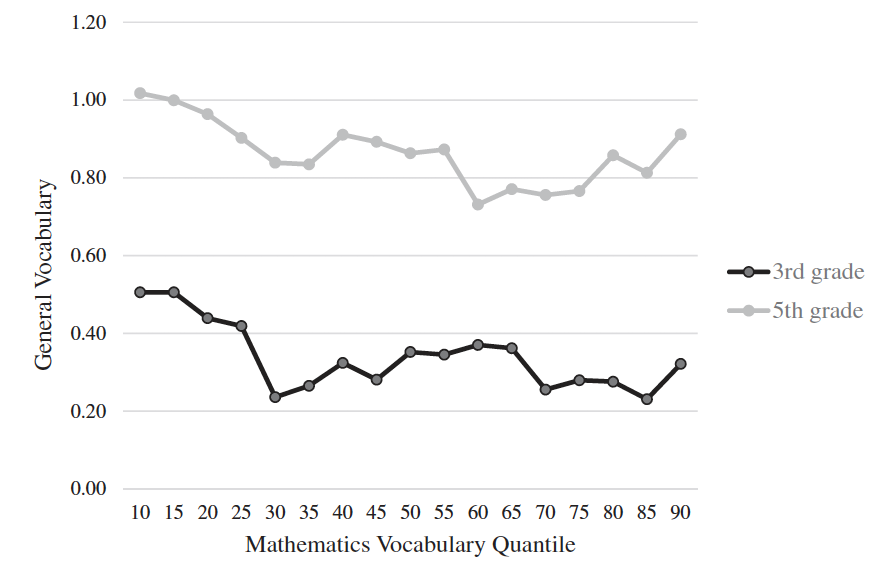 1.20
1.00
0.80
0.60
0.40
0.20
0.00
General Vocabulary
10 15 20 25 30 35 40 45 50 55 60 65 70 75 80 85 90
Mathematics Vocabulary Quantile
3rd grade
5th grade